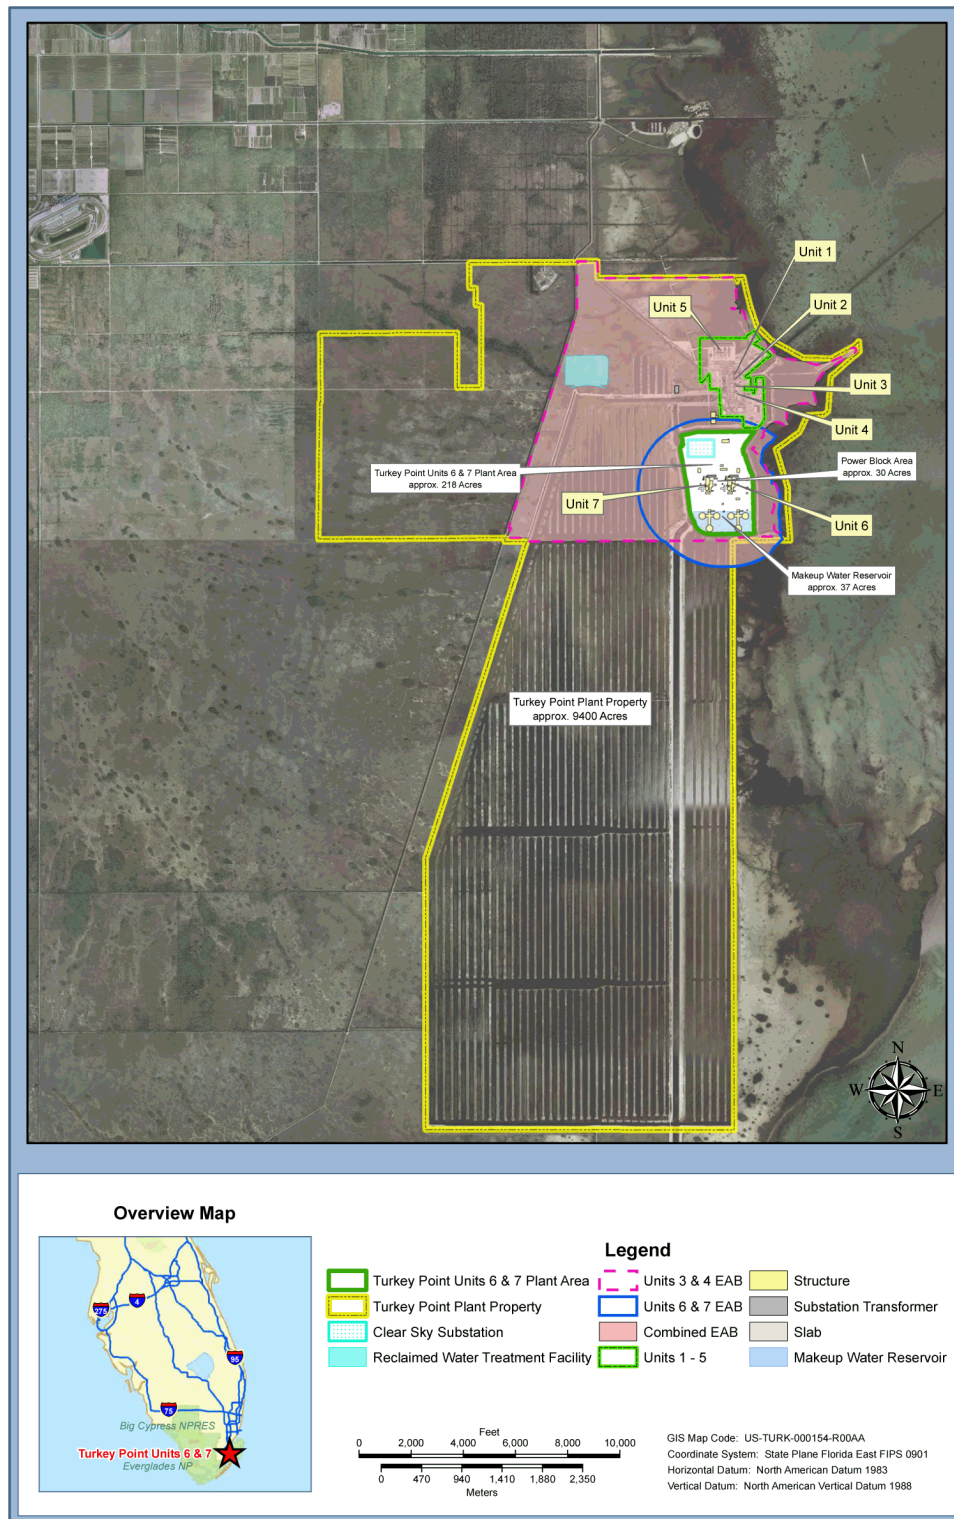 Unit 1
Unit 2
Unit 5
Unit 3
Unit 4
Turkey Point Units 6 & 7 Plant Area
approx. 218 Acres
Power Block Area
approx. 30 Acres
Unit 7
Unit 6
Makeup Water Reservoir
approx. 37 Acres
Turkey Point Plant Property
approx. 9400 Acres
N
W
E
S
Overview Map
4
275
95
75
Big Cypress NPRES
Turkey Point Units 6 & 7
Everglades NP
Legend
Turkey Point Units 6 & 7 Plant Area
Turkey Point Plant Property
Clear Sky Substation
Reclaimed Water Treatment Facility
Units 3 & 4 EAB
Units 6 & 7 EAB
Combined EAB
Units 1 - 5
Structure
Substation Transformer
Slab
Makeup Water Reservoir
Feet
0 2,000 4,000 6,000 8,000 10,000
0 470 940 1,410 1,880 2,350
Meters
GIS Map Code: US-TURK-000154-R00AA
Coordinate System: State Plane Florida East FIPS 0901
Horizontal Datum: North American Datum 1983
Vertical Datum: North American Vertical Datum 1988